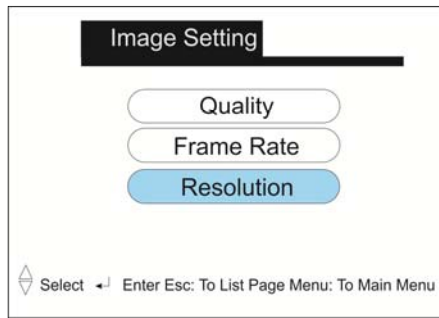 Image Setting
Quality
Frame Rate
Resolution
Select ↵ Enter Esc: To List Page Menu: To Main Menu